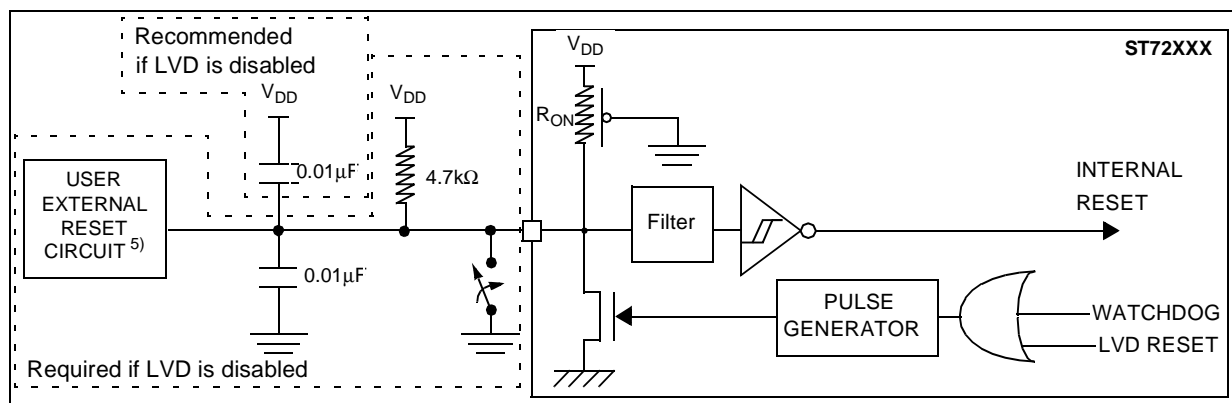 Recommended
if LVD is disabled
VDD
0.01μF
VDD
4.7kΩ
USER
EXTERNAL
RESET
CIRCUIT 5)
0.01μF
Required if LVD is disabled
ST72XXX
VDD
RON
Filter
INTERNAL
RESET
PULSE
GENERATOR
WATCHDOG
LVD RESET